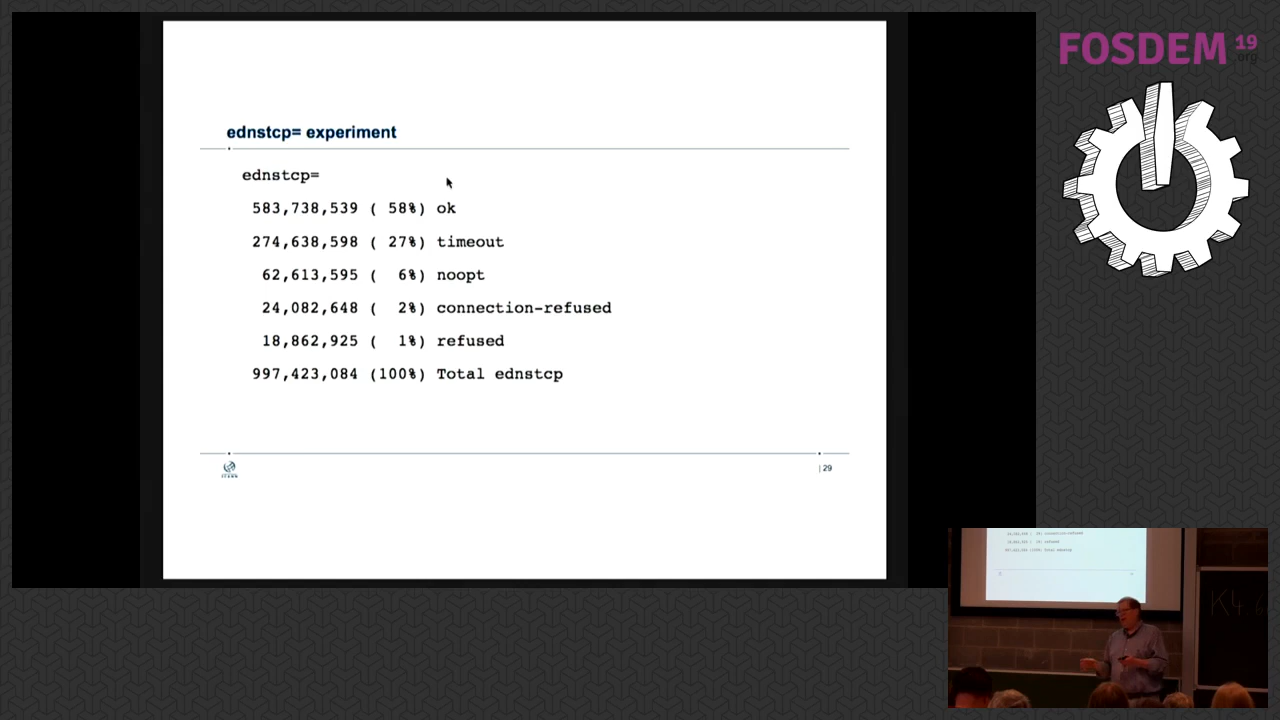 ednstcp= experiment
ednstcp=
583,738,539 ( 58%) ok
274,638,598 ( 27%) timeout
62,613,595 ( 6%) noopt
24,082,648 ( 2%) connection-refused
18,862,925 ( 1%) refused
997,423,084 (100%) Total ednstcp
| 29
FOSDEM 19
.org
K4